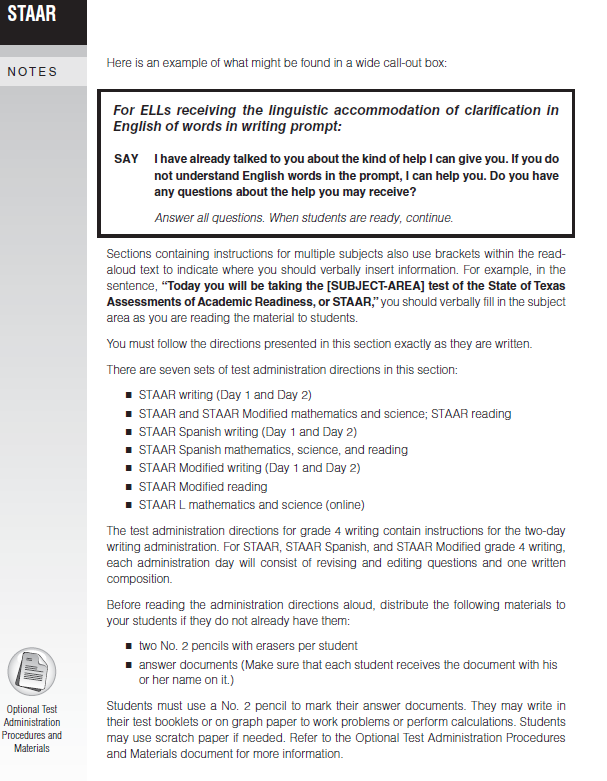 STAAR
NOTES
Here is an example of what might be found in a wide call-out box:
For ELLs receiving the linguistic accommodation of clarification in
English of words in writing prompt:
SAY I have already talked to you about the kind of help I can give you. If you do
not understand English words in the prompt, I can help you. Do you have
any questions about the help you may receive?
Answer all questions. When students are ready, continue.
Sections containing instructions for multiple subjects also use brackets within the read-
aloud text to indicate where you should verbally insert information. For example, in the
sentence, “Today you will be taking the [SUBJECT-AREA] test of the State of Texas
Assessments of Academic Readiness, or STAAR,” you should verbally fill in the subject
area as you are reading the material to students.
You must follow the directions presented in this section exactly as they are written.
There are seven sets of test administration directions in this section:
■ STAAR writing (Day 1 and Day 2)
■ STAAR and STAAR Modified mathematics and science; STAAR reading
■ STAAR Spanish writing (Day 1 and Day 2)
■ STAAR Spanish mathematics, science, and reading
■ STAAR Modified writing (Day 1 and Day 2)
■ STAAR Modified reading
■ STAAR L mathematics and science (online)
The test administration directions for grade 4 writing contain instructions for the two-day
writing administration. For STAAR, STAAR Spanish, and STAAR Modified grade 4 writing,
each administration day will consist of revising and editing questions and one written
composition.
Before reading the administration directions aloud, distribute the following materials to
your students if they do not already have them:
■ two No. 2 pencils with erasers per student
■ answer documents (Make sure that each student receives the document with his
or her name on it.)
Students must use a No. 2 pencil to mark their answer documents. They may write in
their test booklets or on graph paper to work problems or perform calculations. Students
may use scratch paper if needed. Refer to the Optional Test Administration Procedures
and Materials document for more information.
Optional Test
Administration
Procedures and
Materials